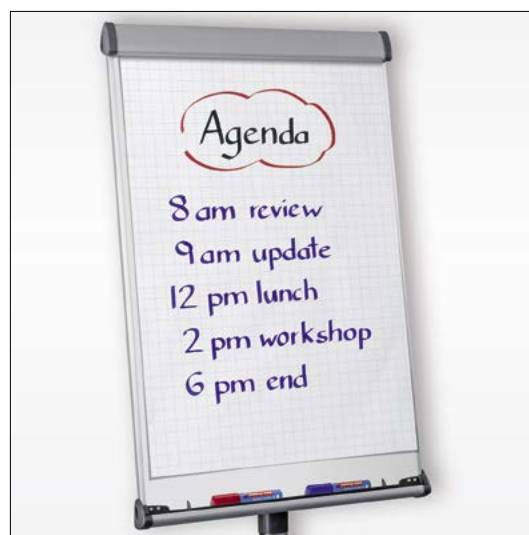 Agenda
8 am review
9 am update
12 pm lunch
2 pm workshop
6 pm end